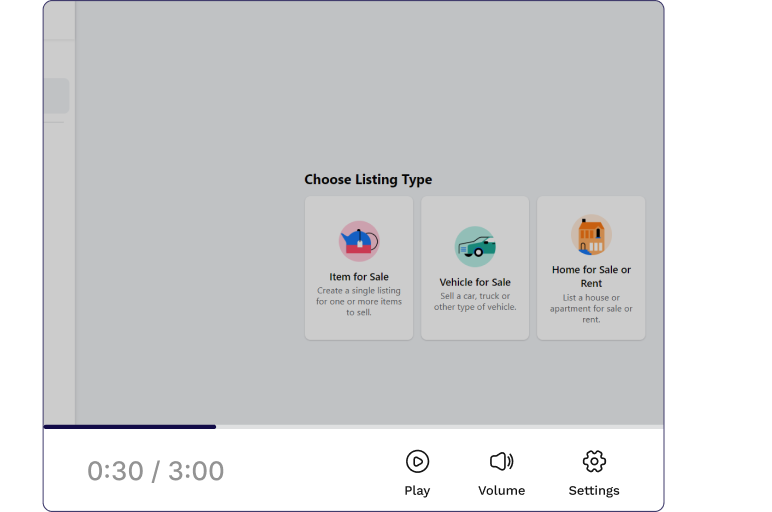 Choose Listing Type
Item for Sale
Create a single listing
for one or more items
to sell.
Vehicle for Sale
Sell a car, truck or
other type of vehicle.
Home for Sale or
Rent
List a house or
apartment for sale or
rent.
0:30 / 3:00
Play
Volume
Settings